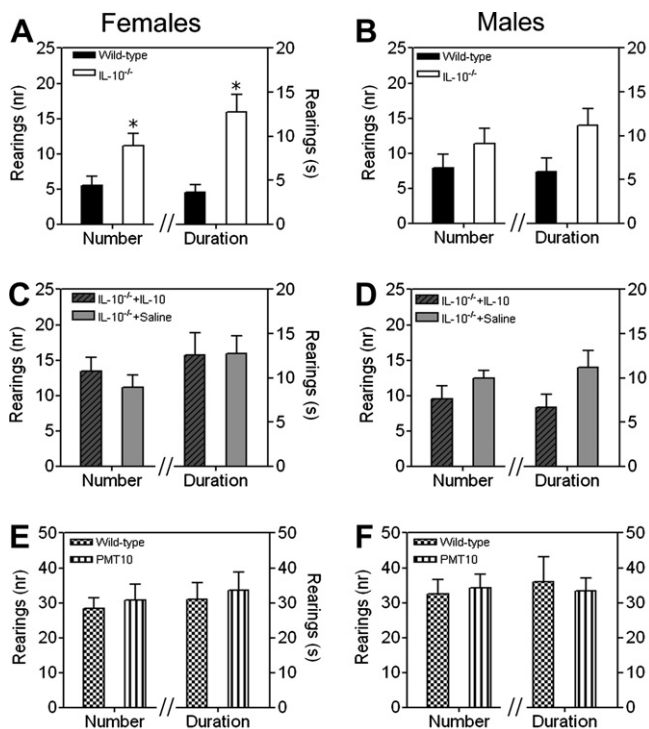 Females
Males
A
Rearings (nr)
25
20
15
10
5
0
Wild-type
IL-10-/-
*
*
20
15
10
5
0
Rearings (s)
Number
//
Duration
B
Rearings (nr)
25
20
15
10
5
0
Wild-type
IL-10-/-
20
15
10
5
0
Number
//
Duration
C
Rearings (nr)
25
20
15
10
5
0
IL-10-/-+IL-10
IL-10-/-+Saline
20
15
10
5
0
Rearings (s)
Number
//
Duration
D
Rearings (nr)
25
20
15
10
5
0
IL-10-/-+IL-10
IL-10-/-+Saline
20
15
10
5
0
Number
//
Duration
E
Rearings (nr)
50
40
30
20
10
0
Wild-type
PMT10
50
40
30
20
10
0
Rearings (s)
Number
//
Duration
F
Rearings (nr)
50
40
30
20
10
0
Wild-type
PMT10
50
40
30
20
10
0
Number
//
Duration